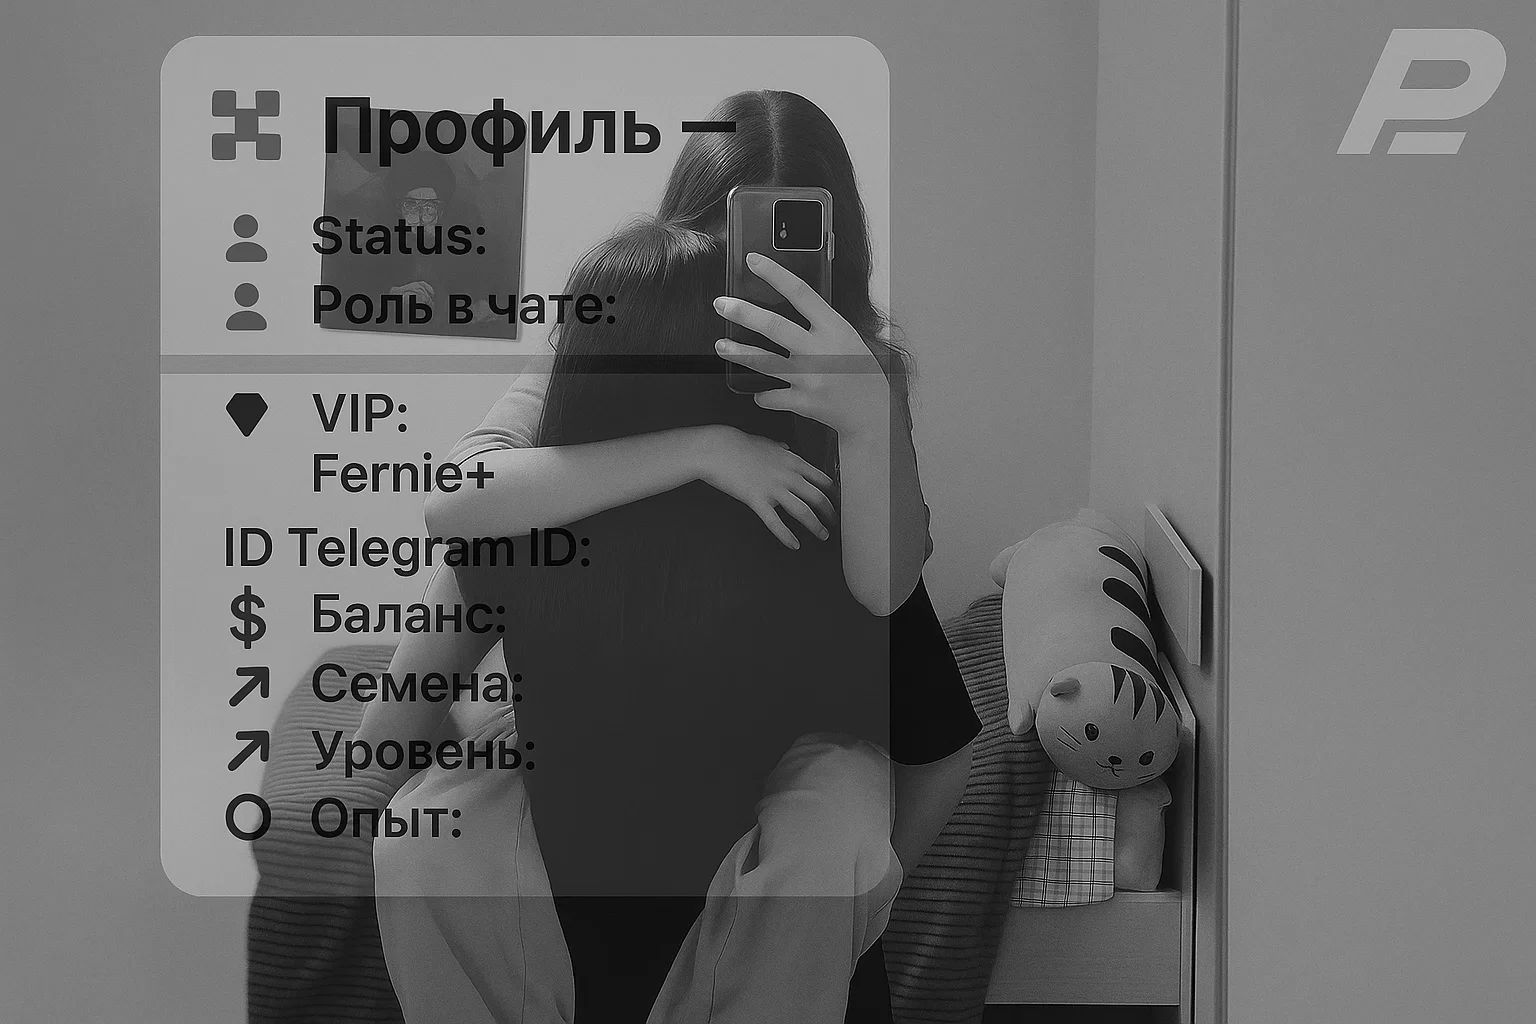 Профиль —
Status:
Роль в чате:
VIP:
Fernie+
ID Telegram ID:
$ Баланс:
Семена:
Уровень:
Опыт: